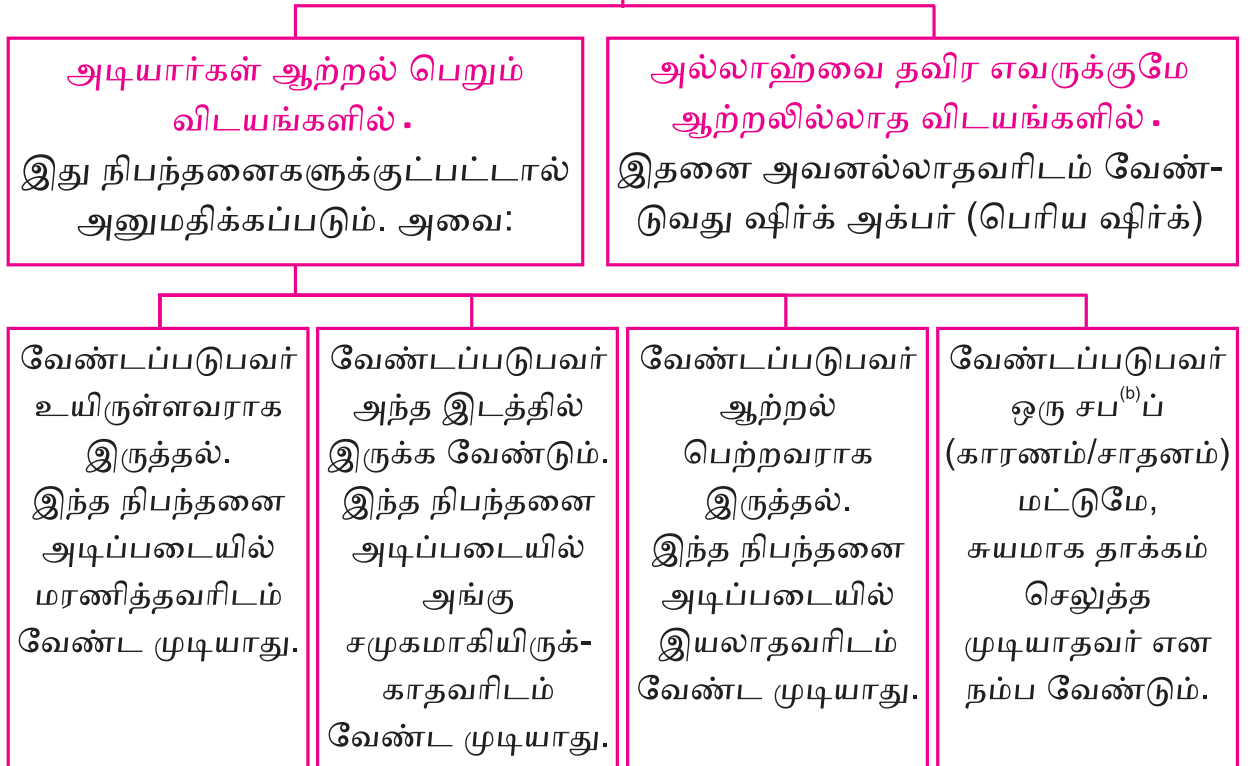 அடியார்கள் ஆற்றல் பெறும்
விடயங்களில்.
இது நிபந்தனைகளுக்குட்பட்டால்
அனுமதிக்கப்படும். அவை:
அல்லாஹ்வை தவிர எவருக்குமே
ஆற்றலில்லாத விடயங்களில்.
இதனை அவனல்லாதவரிடம் வேண்-
டுவது ஷிர்க் அக்பர் (பெரிய ஷிர்க்)
வேண்டப்படுபவர்
உயிருள்ளவராக
இருத்தல்.
இந்த நிபந்தனை
அடிப்படையில்
மரணித்தவரிடம்
வேண்ட முடியாது.
வேண்டப்படுபவர்
அந்த இடத்தில்
இருக்க வேண்டும்.
இந்த நிபந்தனை
அடிப்படையில்
அங்கு
சமுகமாகியிருக்-
காதவரிடம்
வேண்ட முடியாது.
வேண்டப்படுபவர்
ஆற்றல்
பெற்றவராக
இருத்தல்.
இந்த நிபந்தனை
அடிப்படையில்
இயலாதவரிடம்
வேண்ட முடியாது.
வேண்டப்படுபவர்
ஒரு சப(b)ப்
(காரணம்/சாதனம்)
மட்டுமே,
சுயமாக தாக்கம்
செலுத்த
முடியாதவர் என
நம்ப வேண்டும்.